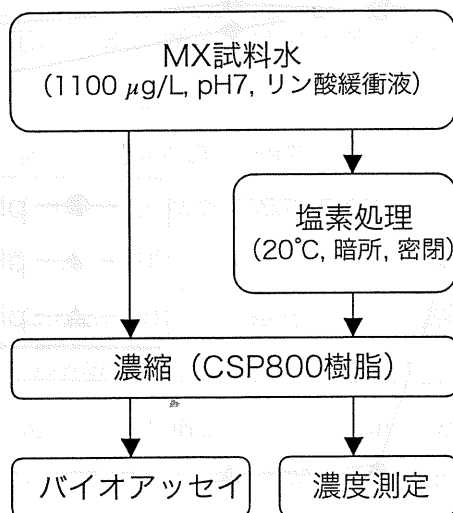 MX試料水
(1100 μg/L, pH7, リン酸緩衝液)
塩素処理
(20℃, 暗所, 密閉)
濃縮（CSP800樹脂）
バイオアッセイ
濃度測定